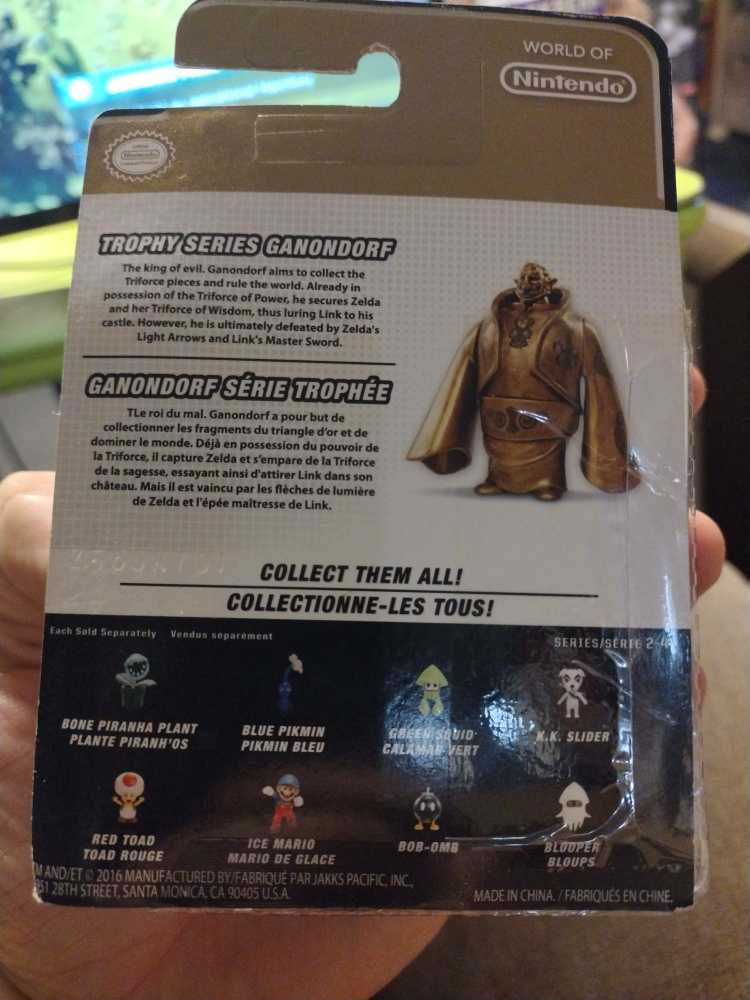 WORLD OF
Nintendo
Nintendo
TROPHY SERIES GANONDORF
The king of evil. Ganondorf aims to collect the
Triforce pieces and rule the world. Already in
possession of the Triforce of Power, he secures Zelda
and her Triforce of Wisdom, thus luring Link to his
castle. However, he is ultimately defeated by Zelda's
Light Arrows and Link's Master Sword.
GANONDORF SÉRIE TROPHÉE
TLe roi du mal. Ganondorf a pour but de
collectionner les fragments du triangle d'or et de
dominer le monde. Déjà en possession du pouvoir de
la Triforce, il capture Zelda et s'empare de la Triforce
de la sagesse, essayant ainsi d'attirer Link dans son
château. Mais il est vaincu par les flèches de lumière
de Zelda et l'épée maîtresse de Link.
COLLECT THEM ALL!
COLLECTIONNE-LES TOUS!
Each Sold Separately Vendus séparément
SERIES/SÉRIE 2-4
BONE PIRANHA PLANT
PLANTE PIRANH'OS
BLUE PIKMIN
PIKMIN BLEU
GREEN SQUID
CALAMAR VERT
K.K. SLIDER
RED TOAD
TOAD ROUGE
ICE MARIO
MARIO DE GLACE
BOB-OMB
BLOOPER
BLOUPS
AND/ET © 2016 MANUFACTURED BY/FABRIQUÉ PAR JAKKS PACIFIC, INC.,
28TH STREET, SANTA MONICA, CA 90405 U.S.A.
MADE IN CHINA. / FABRIQUÉS EN CHINE.